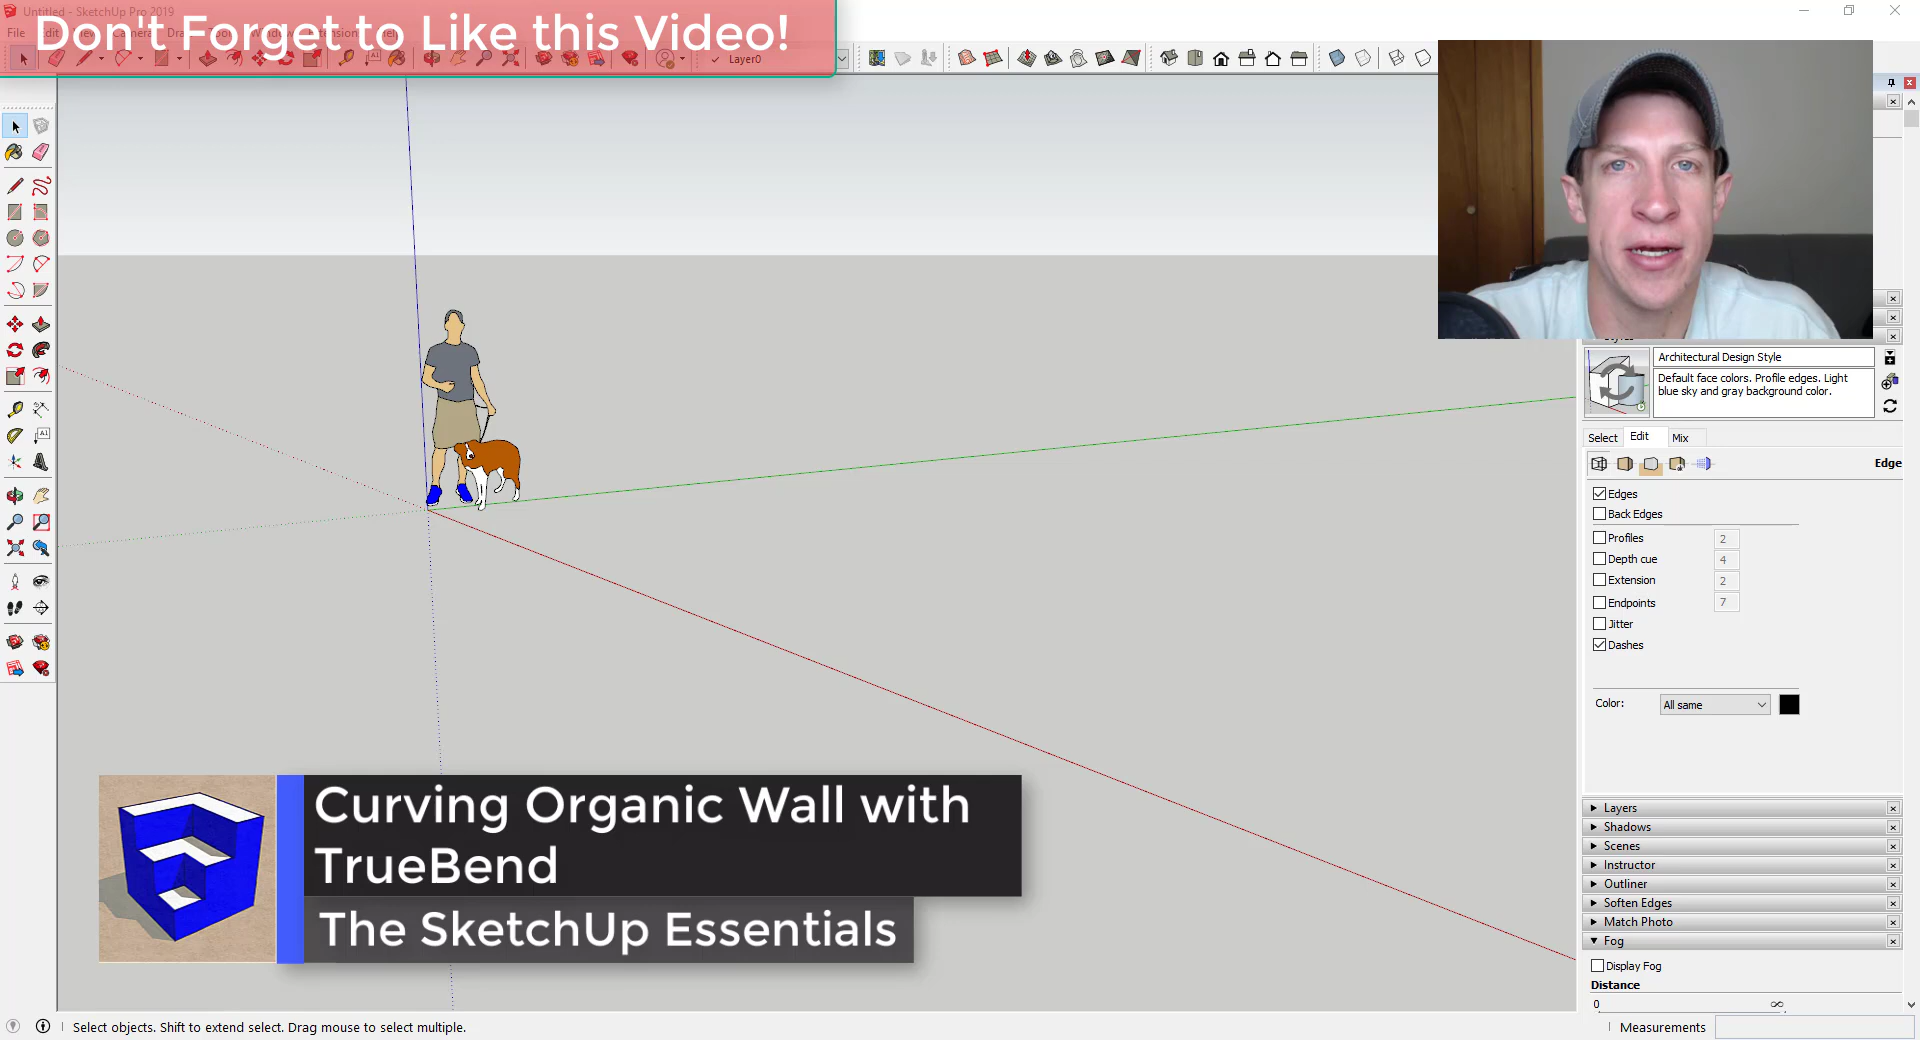 Untitled - SketchUp Pro 2019
Don't Forget to Like this Video!
File
Layer0
Architectural Design Style
Default face colors. Profile edges. Light
blue sky and gray background color.
Select Edit Mix
Edge
Edges
Back Edges
Profiles 2
Depth cue 4
Extension 2
Endpoints 7
Jitter
Dashes
Color: All same
Layers
Shadows
Scenes
Instructor
Outliner
Soften Edges
Match Photo
Fog
Display Fog
Distance
0 ∞
Curving Organic Wall with
TrueBend
The SketchUp Essentials
Select objects. Shift to extend select. Drag mouse to select multiple.
Measurements